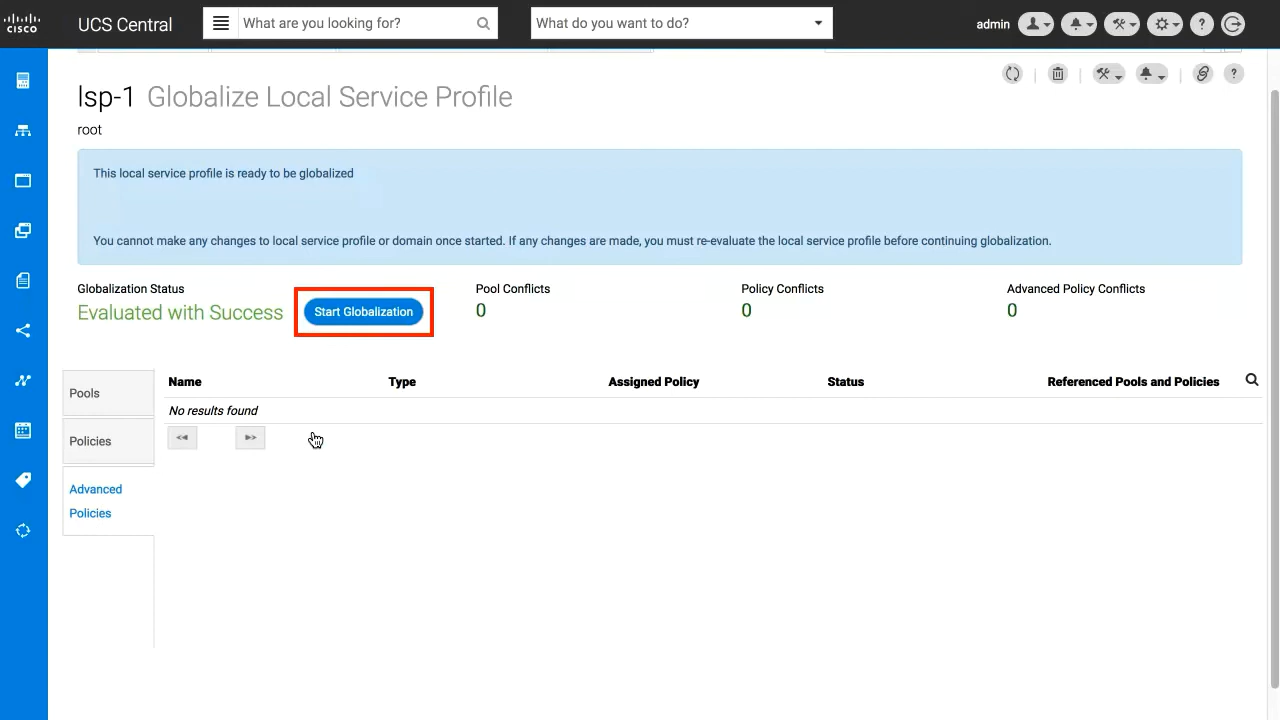 cisco
UCS Central
What are you looking for?
What do you want to do?
admin
?
?
lsp-1 Globalize Local Service Profile
root
This local service profile is ready to be globalized
You cannot make any changes to local service profile or domain once started. If any changes are made, you must re-evaluate the local service profile before continuing globalization.
Globalization Status
Evaluated with Success
Start Globalization
Pool Conflicts
0
Policy Conflicts
0
Advanced Policy Conflicts
0
Pools
Policies
Advanced
Policies
Name Type Assigned Policy Status Referenced Pools and Policies
No results found